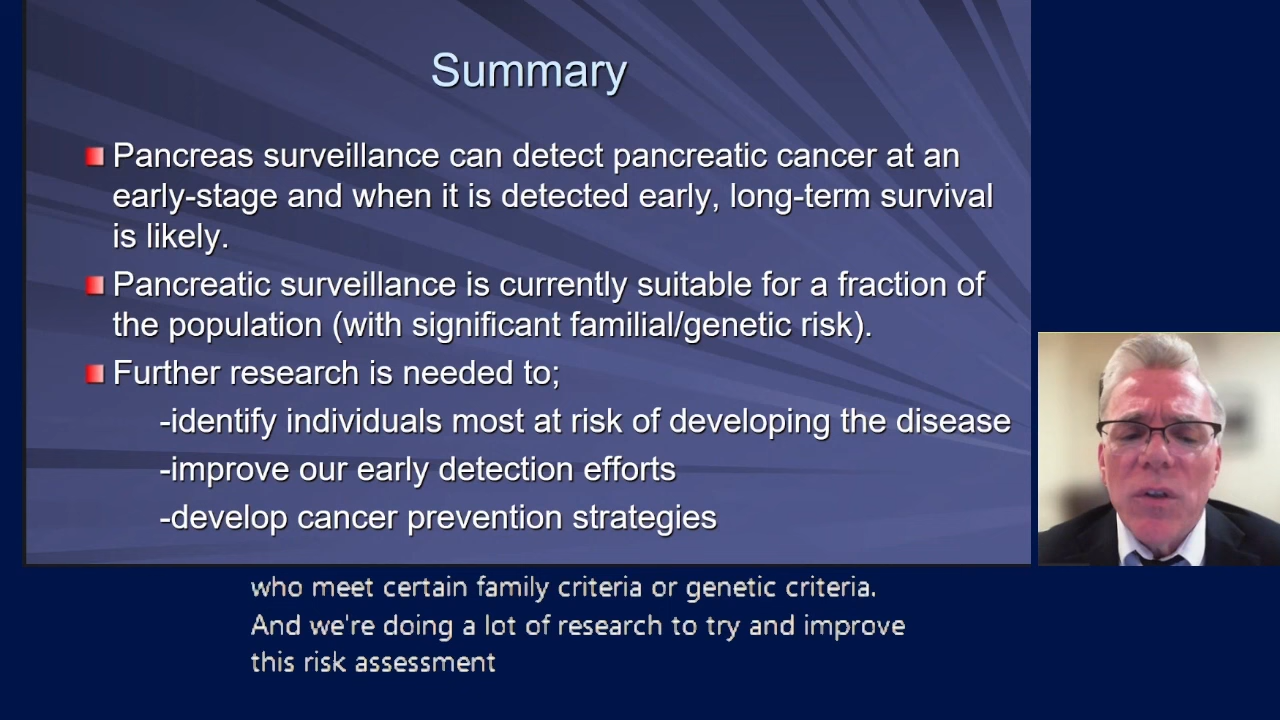 Summary
Pancreas surveillance can detect pancreatic cancer at an
early-stage and when it is detected early, long-term survival
is likely.
Pancreatic surveillance is currently suitable for a fraction of
the population (with significant familial/genetic risk).
Further research is needed to;
-identify individuals most at risk of developing the disease
-improve our early detection efforts
-develop cancer prevention strategies
who meet certain family criteria or genetic criteria.
And we're doing a lot of research to try and improve
this risk assessment